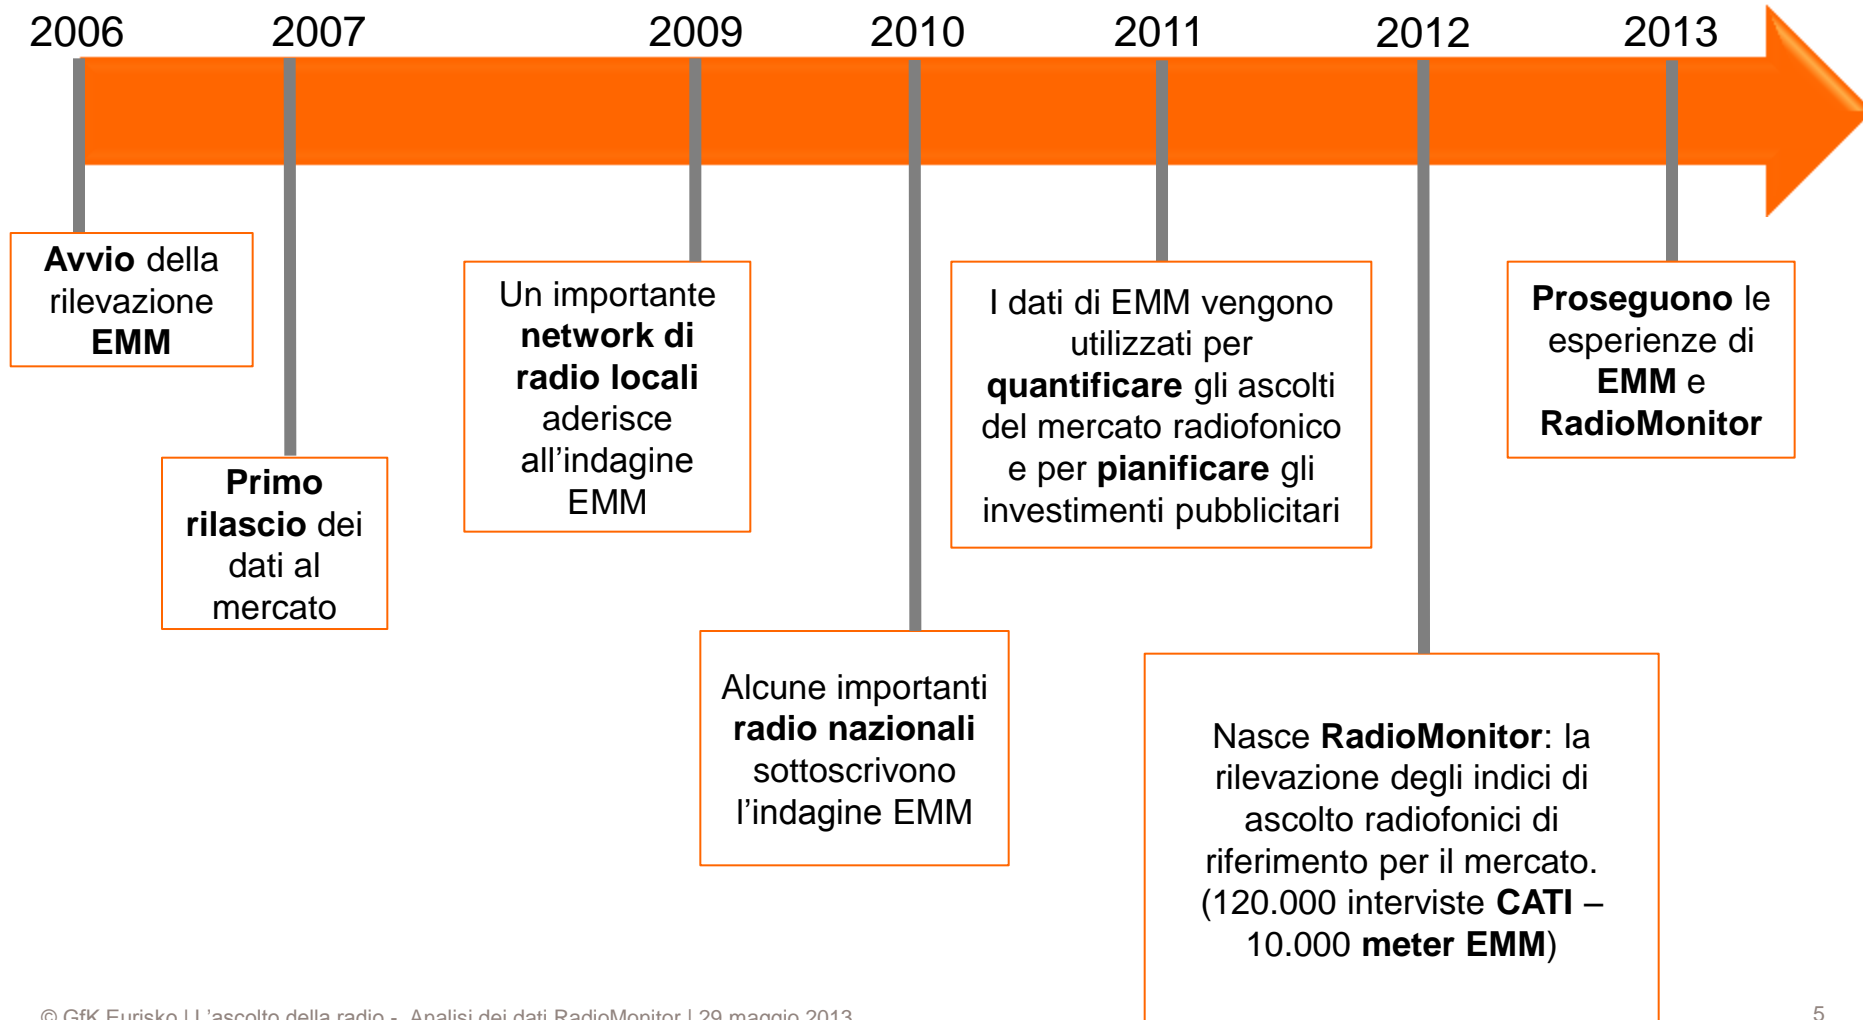 2006 2007 2009 2010 2011 2012 2013
Avvio della
rilevazione
EMM
Primo
rilascio dei
dati al
mercato
Un importante
network di
radio locali
aderisce
all’indagine
EMM
Alcune importanti
radio nazionali
sottoscrivono
l’indagine EMM
I dati di EMM vengono
utilizzati per
quantificare gli ascolti
del mercato radiofonico
e per pianificare gli
investimenti pubblicitari
Nasce RadioMonitor: la
rilevazione degli indici di
ascolto radiofonici di
riferimento per il mercato.
(120.000 interviste CATI –
10.000 meter EMM)
Proseguono le
esperienze di
EMM e
RadioMonitor
© GfK Eurisko | L’ascolto della radio - Analisi dei dati RadioMonitor | 29 maggio 2013
5